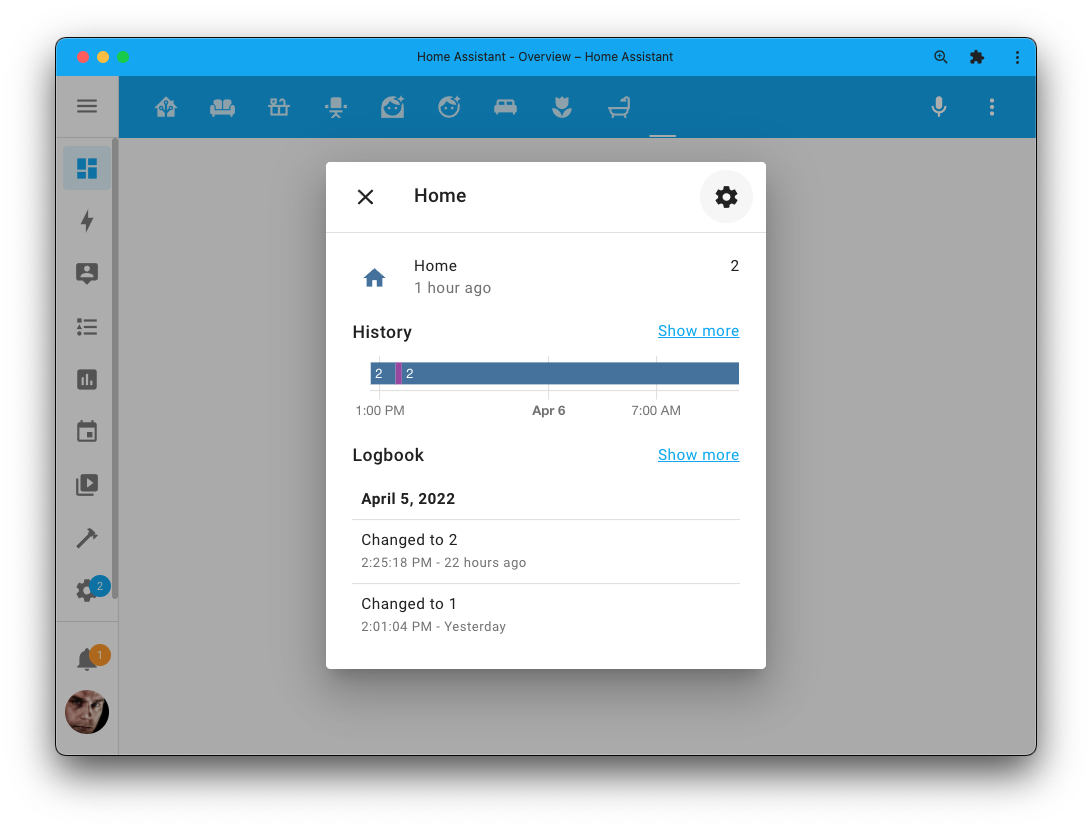 Home Assistant - Overview – Home Assistant
Home
Home 2
1 hour ago
History Show more
2 2
1:00 PM Apr 6 7:00 AM
Logbook Show more
April 5, 2022
Changed to 2
2:25:18 PM - 22 hours ago
Changed to 1
2:01:04 PM - Yesterday
2
1